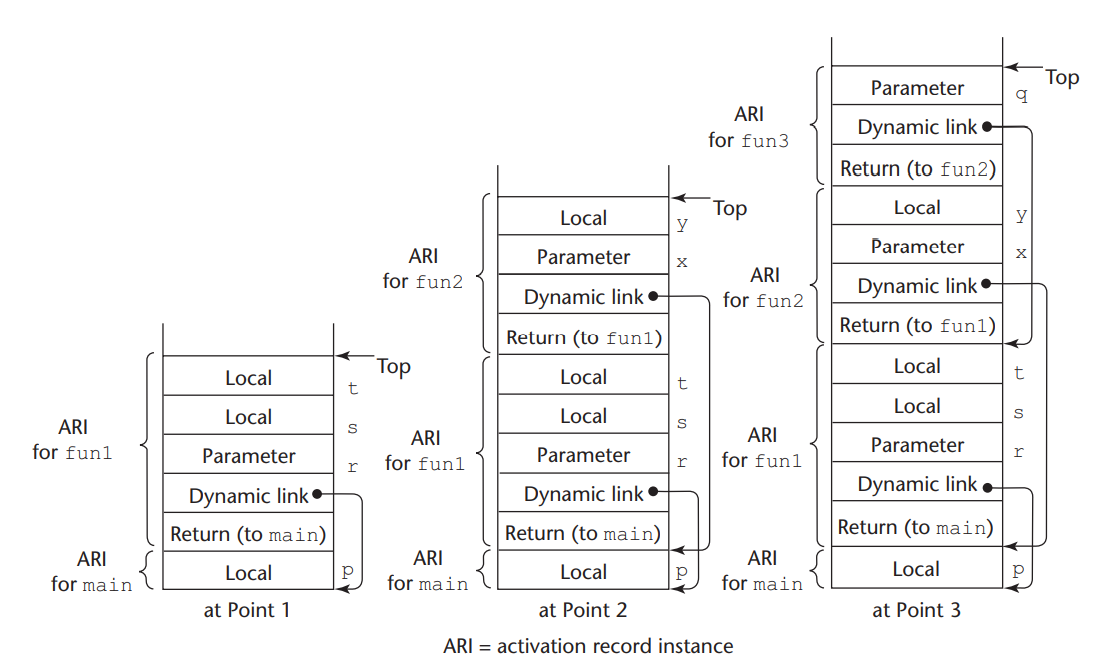 Top
Parameter
q
ARI
for fun3
Dynamic link
Return (to fun2)
Top
Local
y
Local
y
ARI
for fun2
Parameter
x
Parameter
x
ARI
for fun2
Dynamic link
Dynamic link
Return (to fun1)
Return (to fun1)
Top
Local
t
Local
t
Local
t
ARI
for fun1
Local
s
ARI
for fun1
Local
s
ARI
for fun1
Local
s
Parameter
r
Parameter
r
Parameter
r
Dynamic link
Dynamic link
Dynamic link
Return (to main)
Return (to main)
Return (to main)
ARI
for main
Local
p
ARI
for main
Local
p
ARI
for main
Local
p
at Point 1
at Point 2
at Point 3
ARI = activation record instance